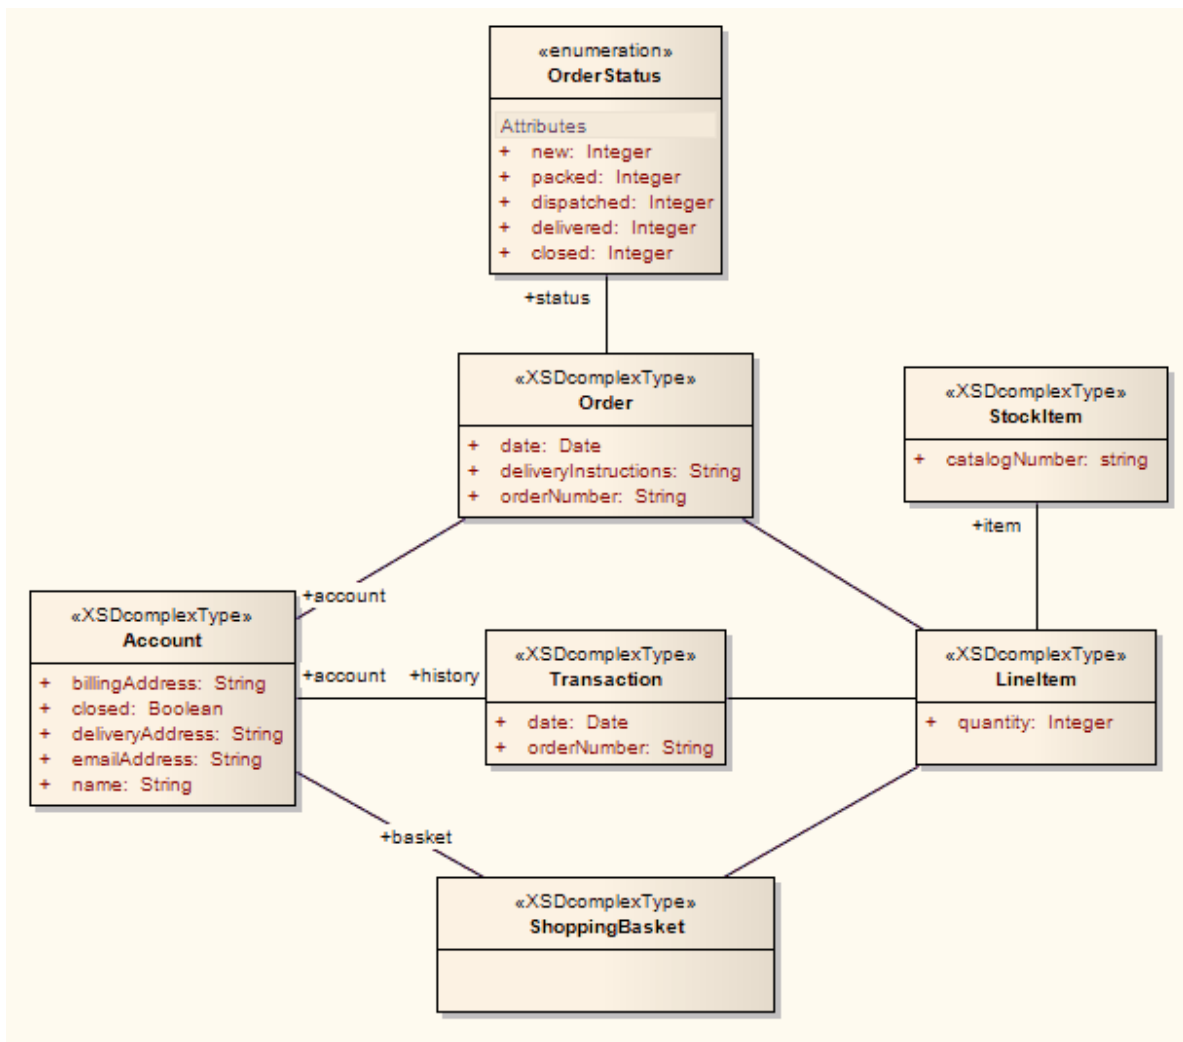 «enumeration»
OrderStatus
Attributes
+ new: Integer
+ packed: Integer
+ dispatched: Integer
+ delivered: Integer
+ closed: Integer
+status
«XSDcomplexType»
Order
+ date: Date
+ deliveryInstructions: String
+ orderNumber: String
«XSDcomplexType»
StockItem
+ catalogNumber: string
+item
+account
«XSDcomplexType»
Account
+ billingAddress: String
+ closed: Boolean
+ deliveryAddress: String
+ emailAddress: String
+ name: String
+account +history
«XSDcomplexType»
Transaction
+ date: Date
+ orderNumber: String
«XSDcomplexType»
LineItem
+ quantity: Integer
+basket
«XSDcomplexType»
ShoppingBasket